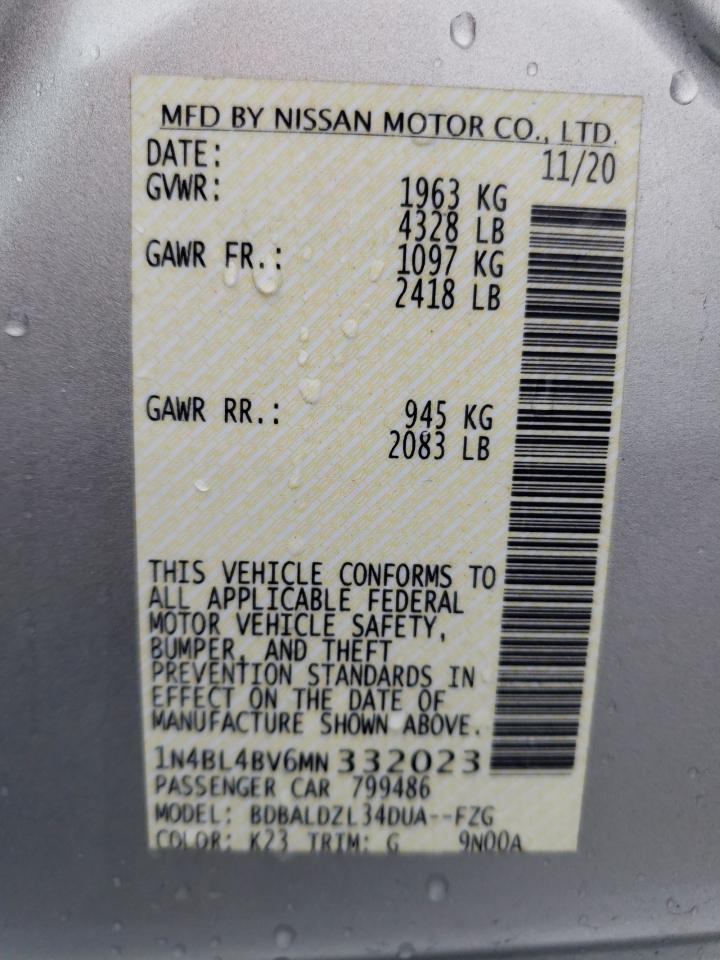 MFD BY NISSAN MOTOR CO., LTD.
DATE: 11/20
GVWR: 1963 KG
4328 LB
GAWR FR.: 1097 KG
2418 LB
GAWR RR.: 945 KG
2083 LB
THIS VEHICLE CONFORMS TO
ALL APPLICABLE FEDERAL
MOTOR VEHICLE SAFETY,
BUMPER, AND THEFT
PREVENTION STANDARDS IN
EFFECT ON THE DATE OF
MANUFACTURE SHOWN ABOVE.
1N4BL4BV6MN 332023
PASSENGER CAR 799486
MODEL: BDBALDZL34DUA--FZG
COLOR: K23 TRIM: G 9N00A